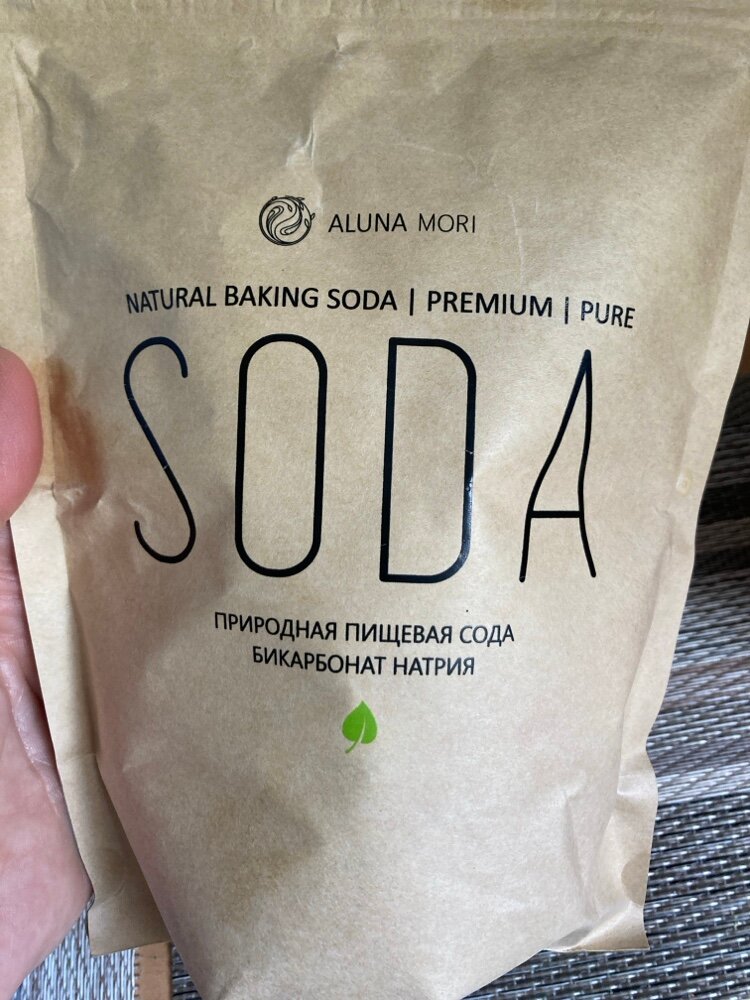 ALUNA MORI
NATURAL BAKING SODA | PREMIUM | PURE
SODA
ПРИРОДНАЯ ПИЩЕВАЯ СОДА
БИКАРБОНАТ НАТРИЯ